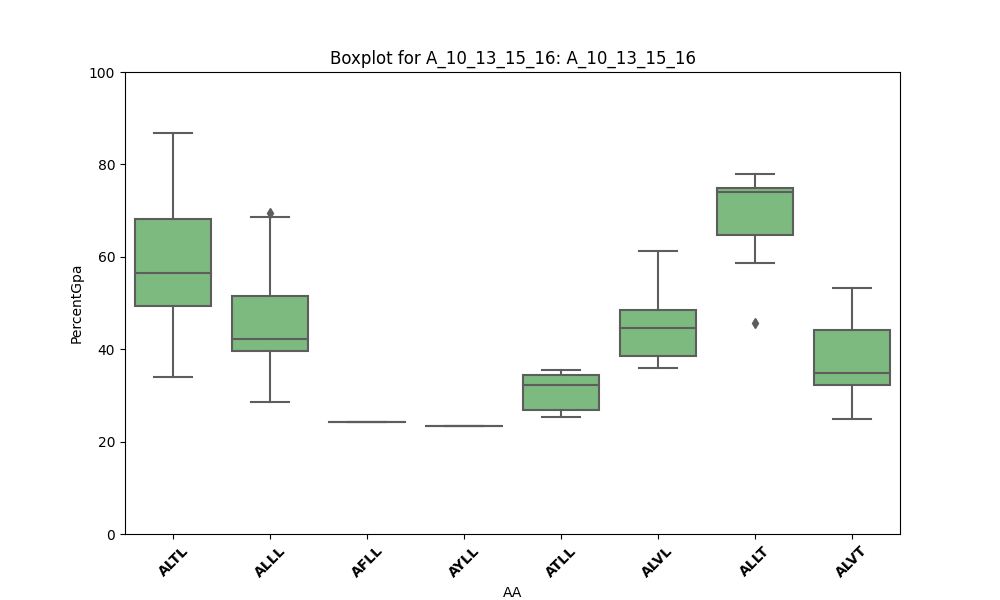 Boxplot for A_10_13_15_16: A_10_13_15_16
100
80
60
40
20
0
PercentGpa
ALTL
ALLL
AFLL
AYLL
ATLL
ALVL
ALLT
ALVT
AA